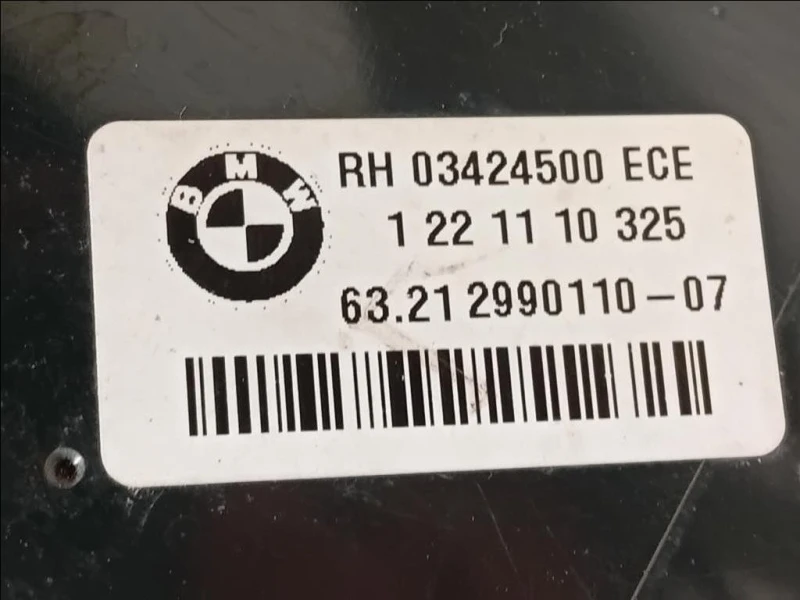 BMW
RH 03424500 ECE
1 22 11 10 325
63.21 2990110-07